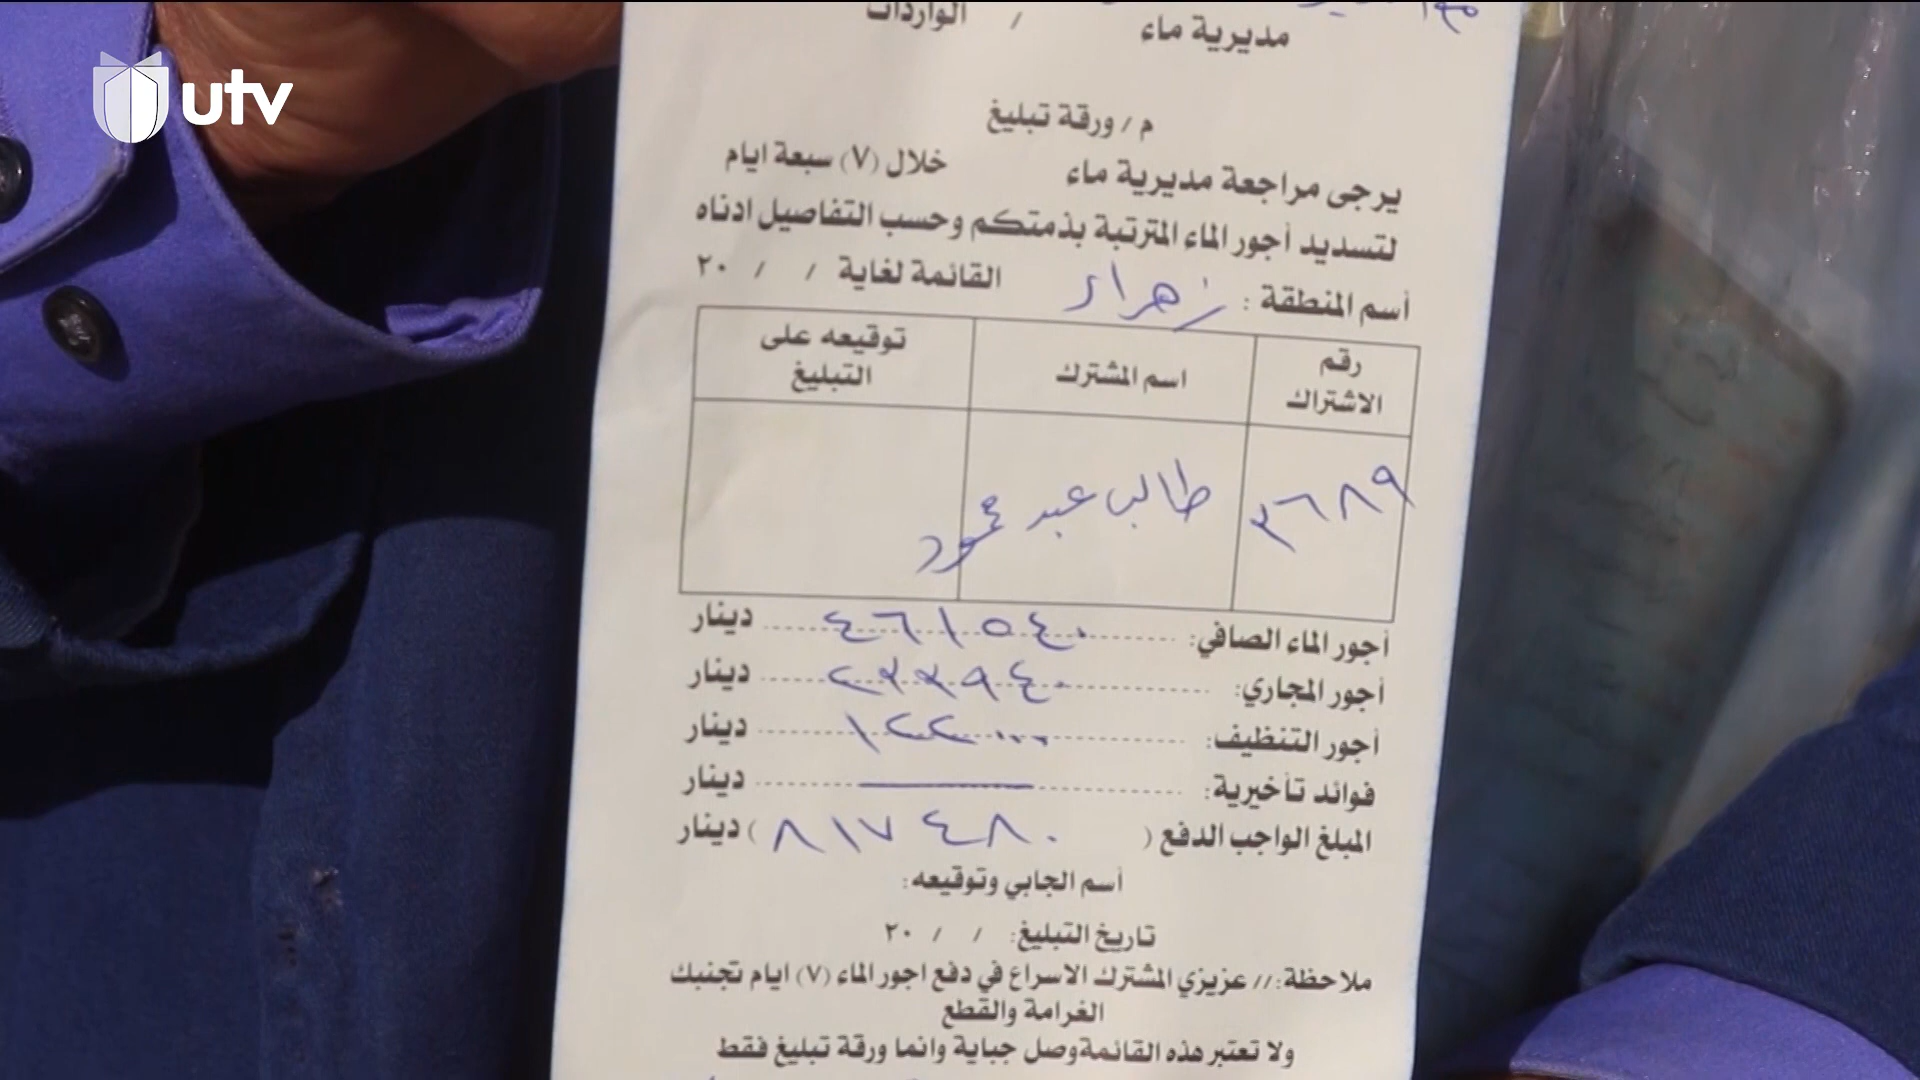 utv
مديرية ماء / الواردات
م / ورقة تبليغ
يرجى مراجعة مديرية ماء خلال (٧) سبعة ايام
لتسديد أجور الماء المترتبة بذمتكم وحسب التفاصيل ادناه
أسم المنطقة : زهراء القائمة لغاية / / ٢٠
رقم الاشتراك اسم المشترك توقيعه على التبليغ
٣٦٨٩ طالب عبد محمود
أجور الماء الصافي: ٤٦١٥٤٠ دينار
أجور المجاري: ٢٣٣٩٤٠ دينار
أجور التنظيف: ١٢٢٠٠٠ دينار
فوائد تأخيرية: دينار
المبلغ الواجب الدفع ( ٨١٧٤٨٠ ) دينار
أسم الجابي وتوقيعه:
تاريخ التبليغ: / / ٢٠
ملاحظة: // عزيزي المشترك الاسراع في دفع اجور الماء (٧) ايام تجنبك
الغرامة والقطع
ولا تعتبر هذه القائمة وصل جباية وانما ورقة تبليغ فقط